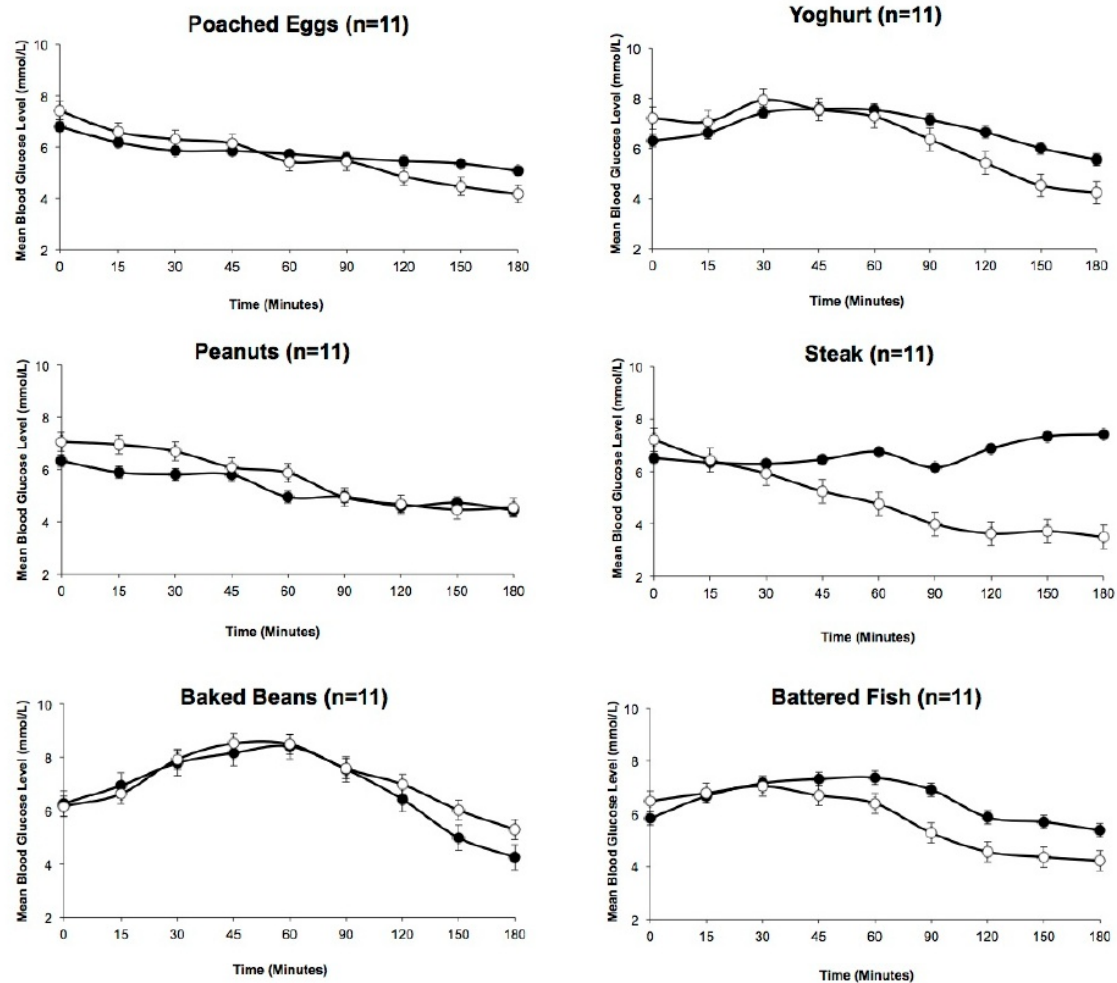 Poached Eggs (n=11)
Mean Blood Glucose Level (mmol/L)
10
8
6
4
2
0 15 30 45 60 90 120 150 180
Time (Minutes)
Yoghurt (n=11)
Mean Blood Glucose Level (mmol/L)
10
8
6
4
2
0 15 30 45 60 90 120 150 180
Time (Minutes)
Peanuts (n=11)
Mean Blood Glucose Level (mmol/L)
10
8
6
4
2
0 15 30 45 60 90 120 150 180
Time (Minutes)
Steak (n=11)
Mean Blood Glucose Level (mmol/L)
10
8
6
4
2
0 15 30 45 60 90 120 150 180
Time (Minutes)
Baked Beans (n=11)
Mean Blood Glucose Level (mmol/L)
10
8
6
4
2
0 15 30 45 60 90 120 150 180
Time (Minutes)
Battered Fish (n=11)
Mean Blood Glucose Level (mmol/L)
10
8
6
4
2
0 15 30 45 60 90 120 150 180
Time (Minutes)